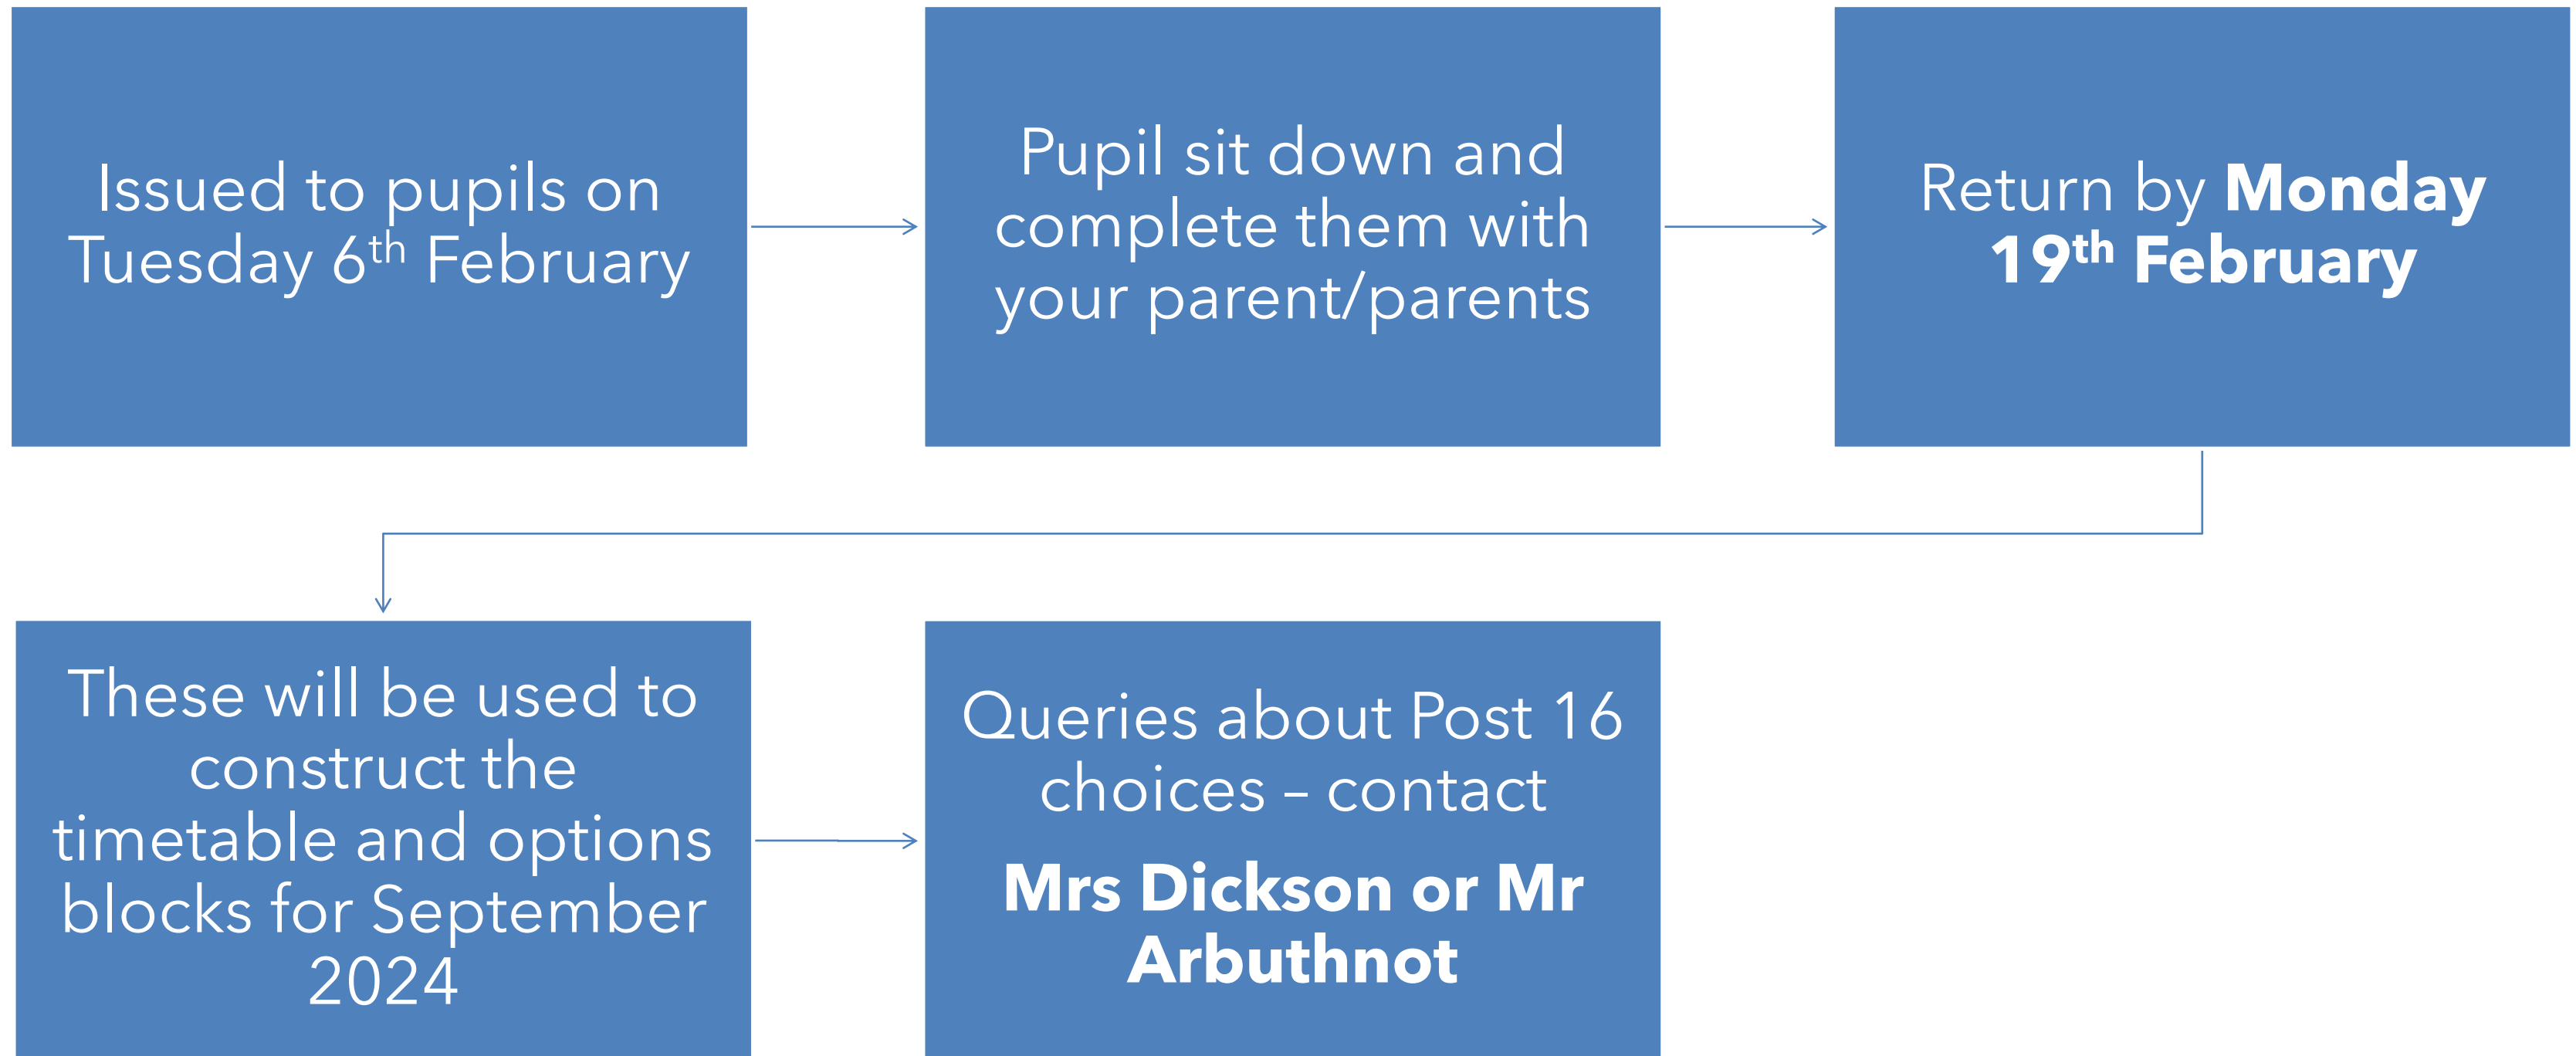 Issued to pupils on
Tuesday 6th February
Pupil sit down and
complete them with
your parent/parents
Return by Monday
19th February
These will be used to
construct the
timetable and options
blocks for September
2024
Queries about Post 16
choices – contact
Mrs Dickson or Mr
Arbuthnot